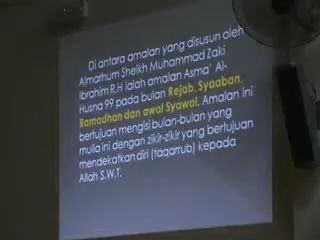 Di antara amalan yang disusun oleh
Almarhum Sheikh Muhammad Zaki
Ibrahim R.H ialah amalan Asma' Al-
Husna 99 pada bulan Rejab, Syaaban,
Ramadhan dan awal Syawal. Amalan ini
bertujuan mengisi bulan-bulan yang
mulia ini dengan zikir-zikir yang bertujuan
mendekatkan diri (taqarrub) kepada
Allah S.W.T.